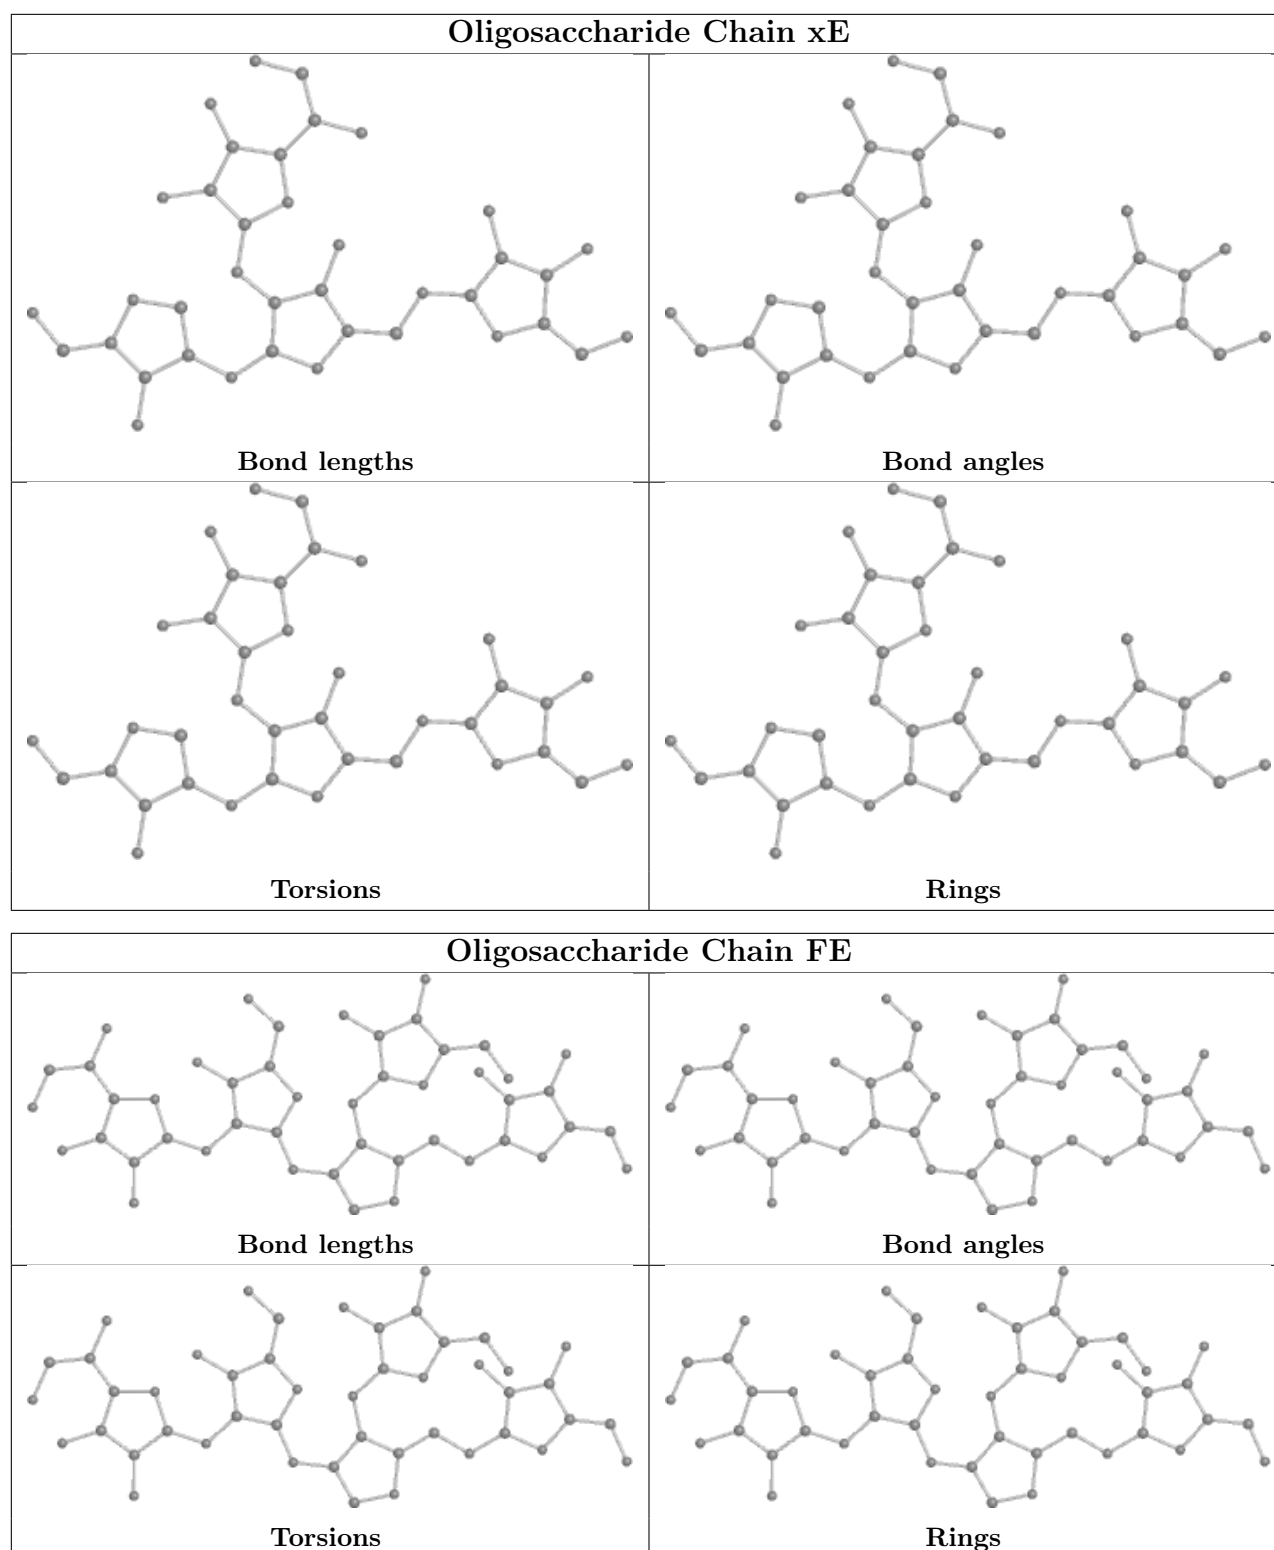 Oligosaccharide Chain xE
Bond lengths
Bond angles
Torsions
Rings
Oligosaccharide Chain FE
Bond lengths
Bond angles
Torsions
Rings